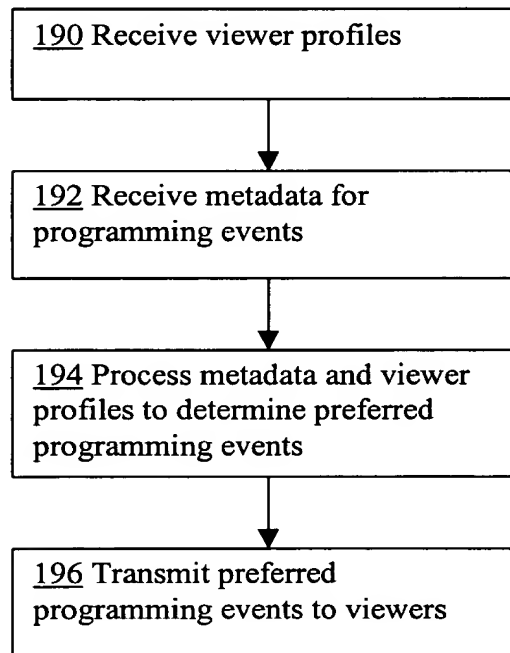 190 Receive viewer profiles
192 Receive metadata for
programming events
194 Process metadata and viewer
profiles to determine preferred
programming events
196 Transmit preferred
programming events to viewers